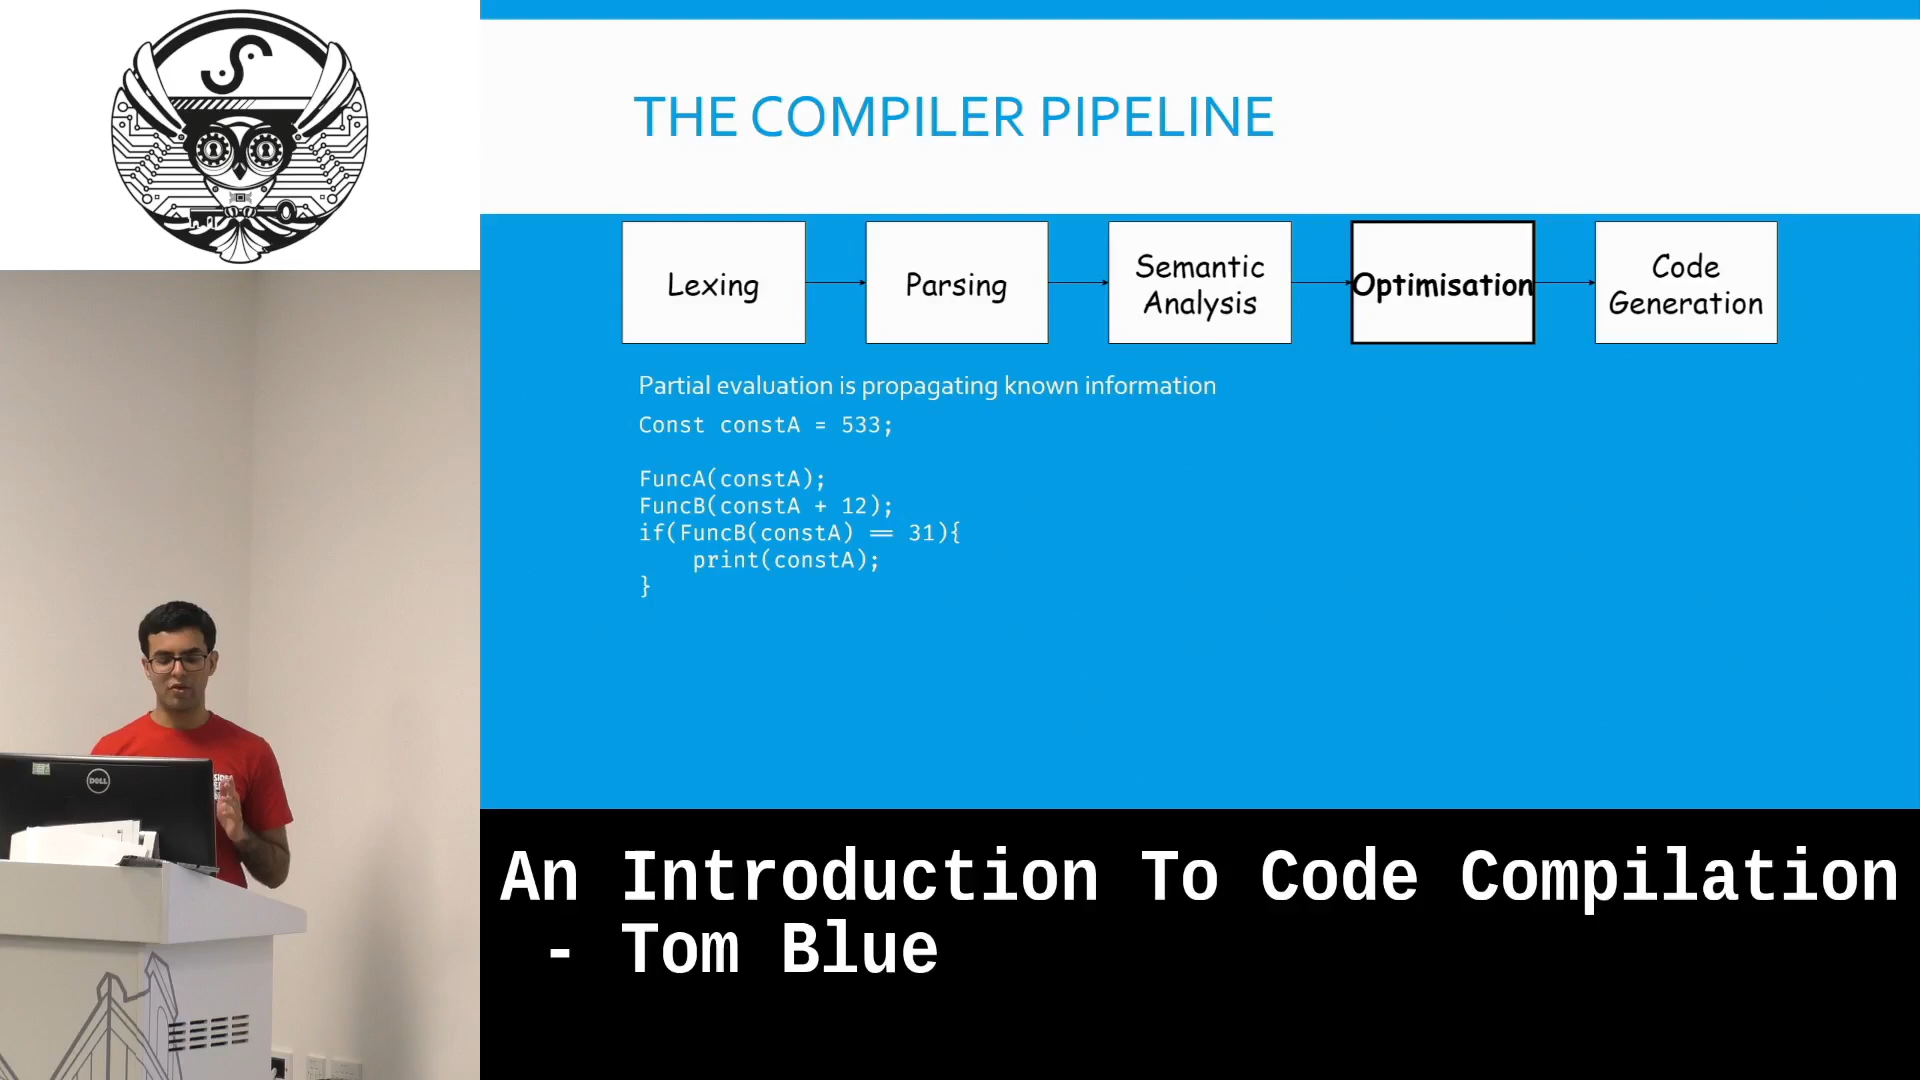 THE COMPILER PIPELINE
Lexing
Parsing
Semantic
Analysis
Optimisation
Code
Generation
Partial evaluation is propagating known information
Const constA = 533;
FuncA(constA);
FuncB(constA + 12);
if(FuncB(constA) == 31){
print(constA);
}
DELL
An Introduction To Code Compilation
- Tom Blue